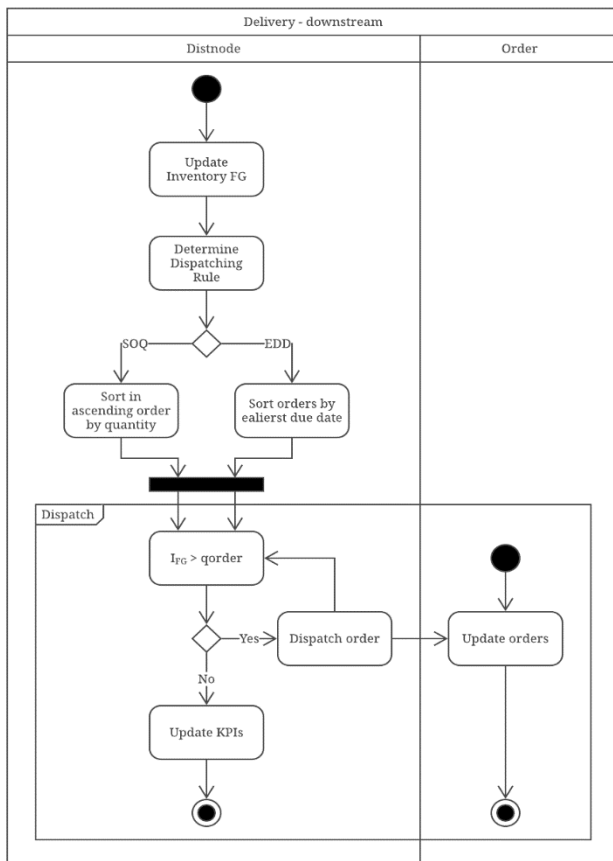 Delivery - downstream
Distnode
Order
Update
Inventory FG
Determine
Dispatching
Rule
SOQ
EDD
Sort in
ascending order
by quantity
Sort orders by
ealierst due date
Dispatch
IFG > qorder
Yes
Dispatch order
Update orders
No
Update KPIs